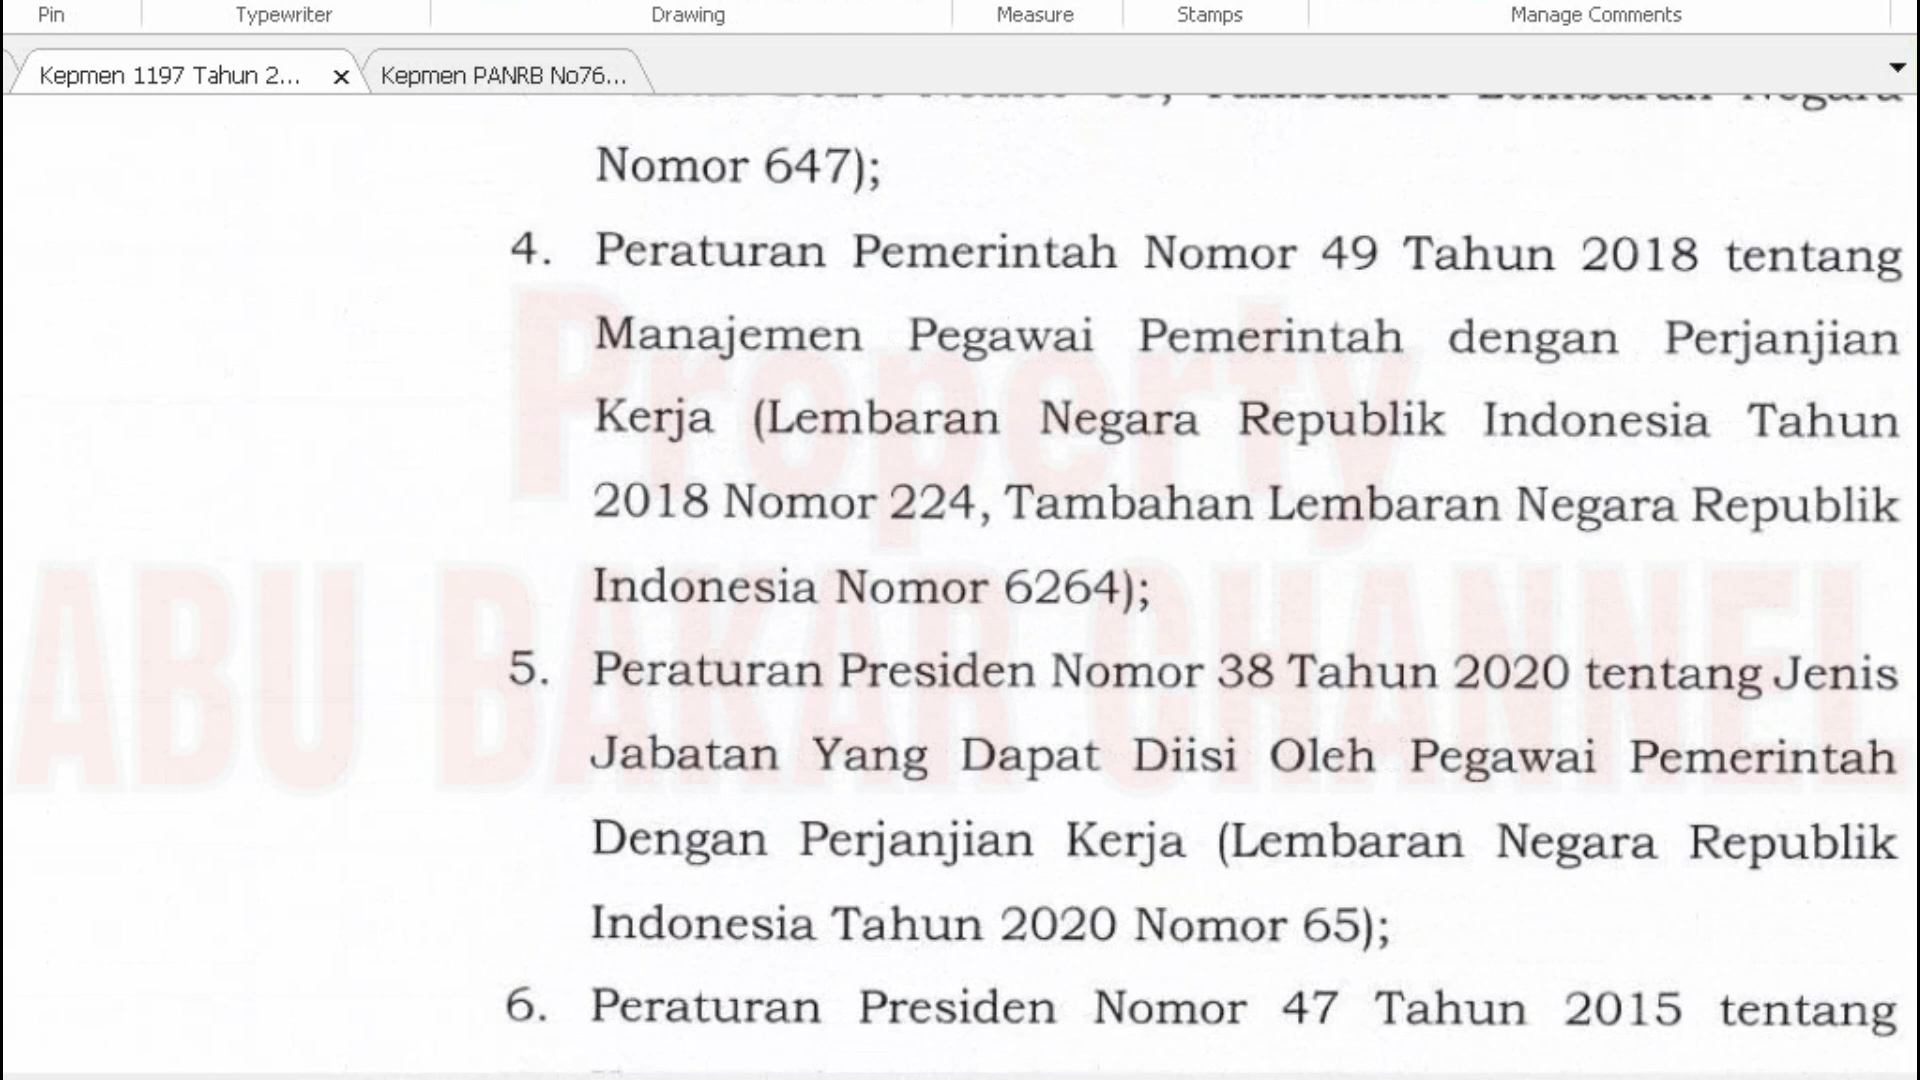 Pin Typewriter Drawing Measure Stamps Manage Comments
Kepmen 1197 Tahun 2... x Kepmen PANRB No76...
Nomor 647);
4. Peraturan Pemerintah Nomor 49 Tahun 2018 tentang
Manajemen Pegawai Pemerintah dengan Perjanjian
Kerja (Lembaran Negara Republik Indonesia Tahun
2018 Nomor 224, Tambahan Lembaran Negara Republik
Indonesia Nomor 6264);
5. Peraturan Presiden Nomor 38 Tahun 2020 tentang Jenis
Jabatan Yang Dapat Diisi Oleh Pegawai Pemerintah
Dengan Perjanjian Kerja (Lembaran Negara Republik
Indonesia Tahun 2020 Nomor 65);
6. Peraturan Presiden Nomor 47 Tahun 2015 tentang
Property
ABU BAKAR CHANNEL